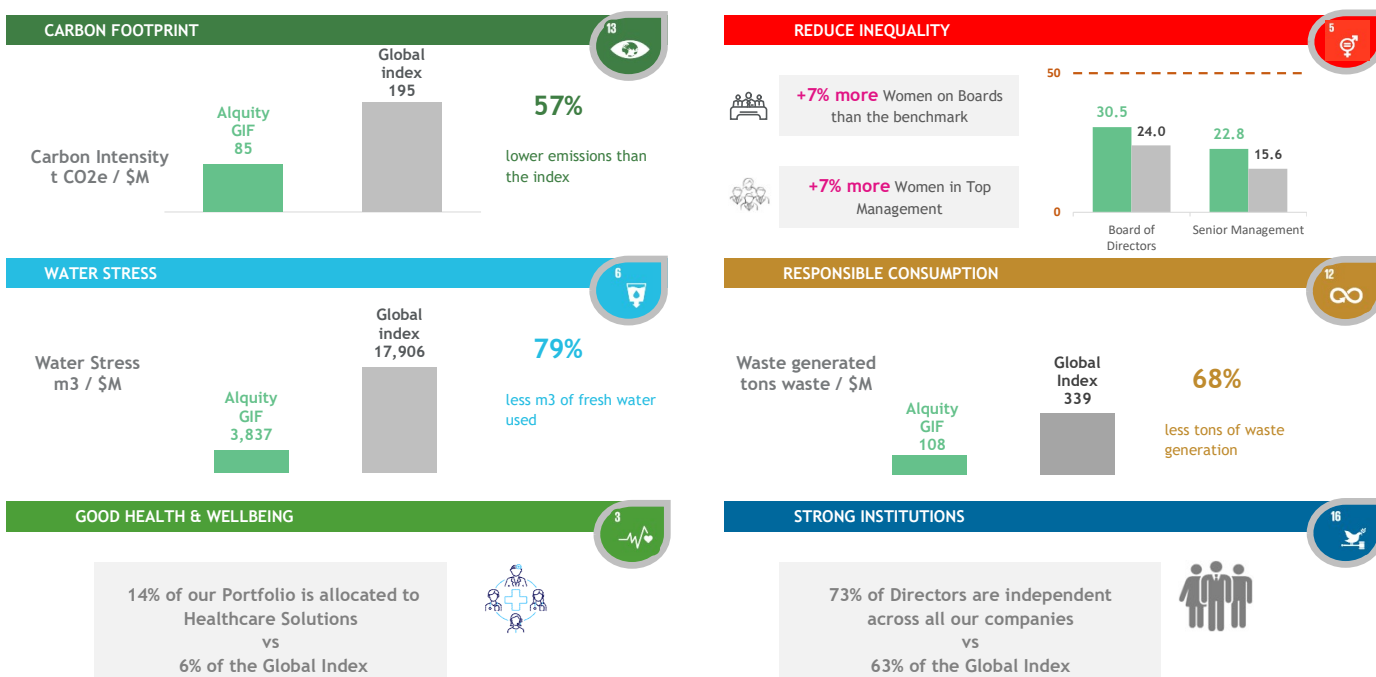 CARBON FOOTPRINT
13
Global
index
195
Alquity
GIF
85
Carbon Intensity
t CO2e / $M
57%
lower emissions than
the index
REDUCE INEQUALITY
5
+7% more Women on Boards
than the benchmark
+7% more Women in Top
Management
50
30.5
24.0
22.8
15.6
0
Board of
Directors
Senior Management
WATER STRESS
6
Global
index
17,906
Water Stress
m3 / $M
Alquity
GIF
3,837
79%
less m3 of fresh water
used
RESPONSIBLE CONSUMPTION
12
Waste generated
tons waste / $M
Global
Index
339
Alquity
GIF
108
68%
less tons of waste
generation
GOOD HEALTH & WELLBEING
3
14% of our Portfolio is allocated to
Healthcare Solutions
vs
6% of the Global Index
STRONG INSTITUTIONS
16
73% of Directors are independent
across all our companies
vs
63% of the Global Index